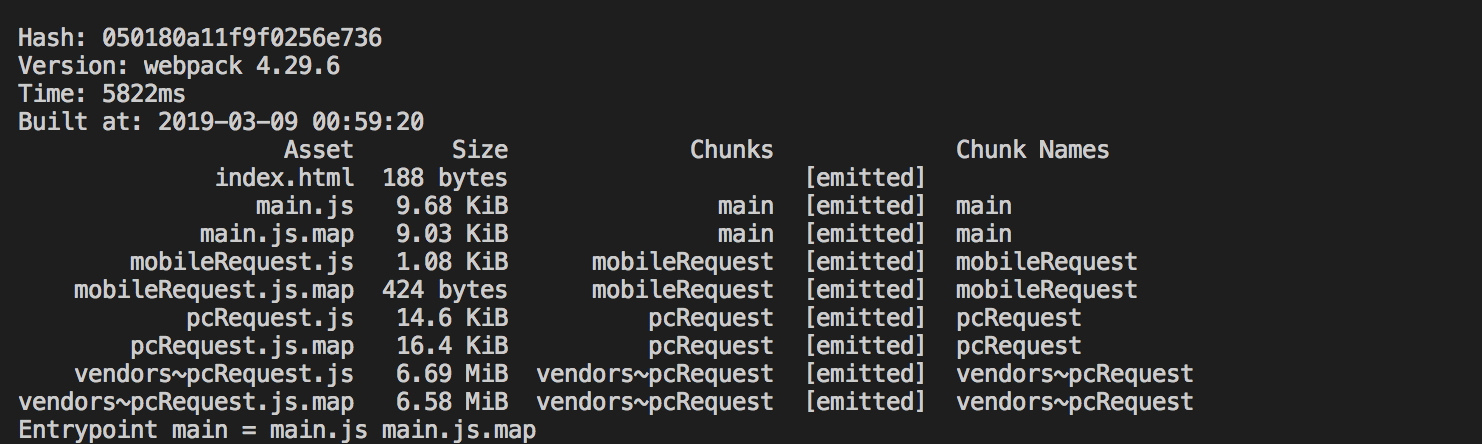 Hash: 050180a11f9f0256e736
Version: webpack 4.29.6
Time: 5822ms
Built at: 2019-03-09 00:59:20
Asset Size Chunks Chunk Names
index.html 188 bytes [emitted]
main.js 9.68 KiB main [emitted] main
main.js.map 9.03 KiB main [emitted] main
mobileRequest.js 1.08 KiB mobileRequest [emitted] mobileRequest
mobileRequest.js.map 424 bytes mobileRequest [emitted] mobileRequest
pcRequest.js 14.6 KiB pcRequest [emitted] pcRequest
pcRequest.js.map 16.4 KiB pcRequest [emitted] pcRequest
vendors~pcRequest.js 6.69 MiB vendors~pcRequest [emitted] vendors~pcRequest
vendors~pcRequest.js.map 6.58 MiB vendors~pcRequest [emitted] vendors~pcRequest
Entrypoint main = main.js main.js.map